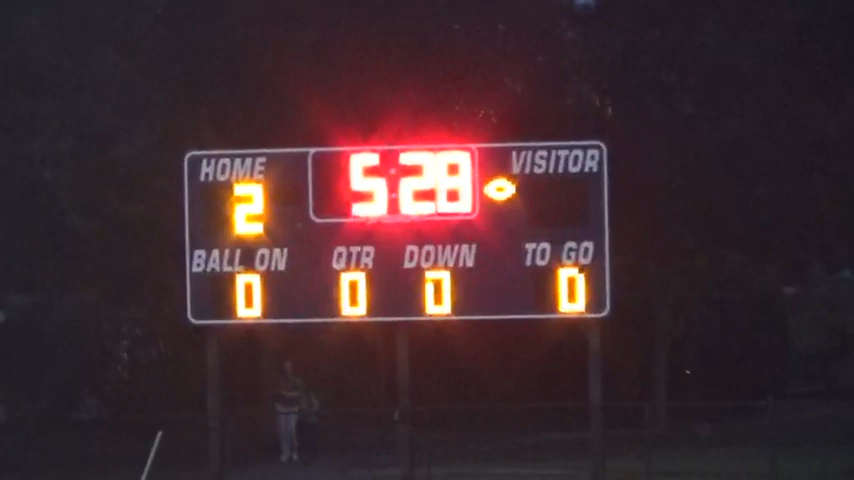 HOME 5:28 VISITOR
2
BALL ON QTR DOWN TO GO
0 0 0 0